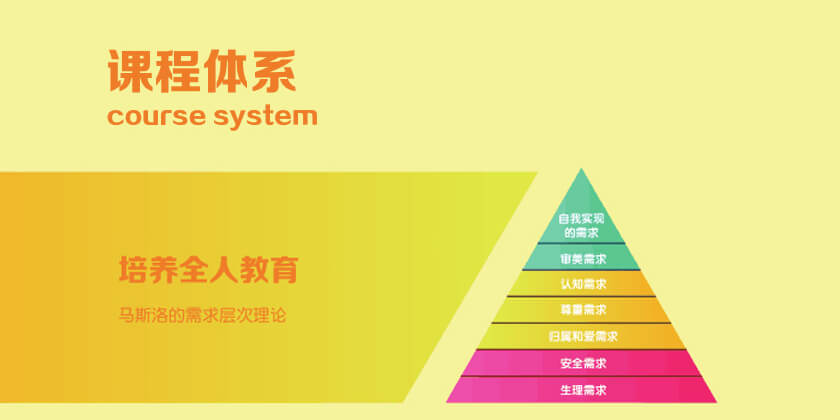 课程体系
course system
培养全人教育
马斯洛的需求层次理论
自我实现
的需求
审美需求
认知需求
尊重需求
归属和爱需求
安全需求
生理需求